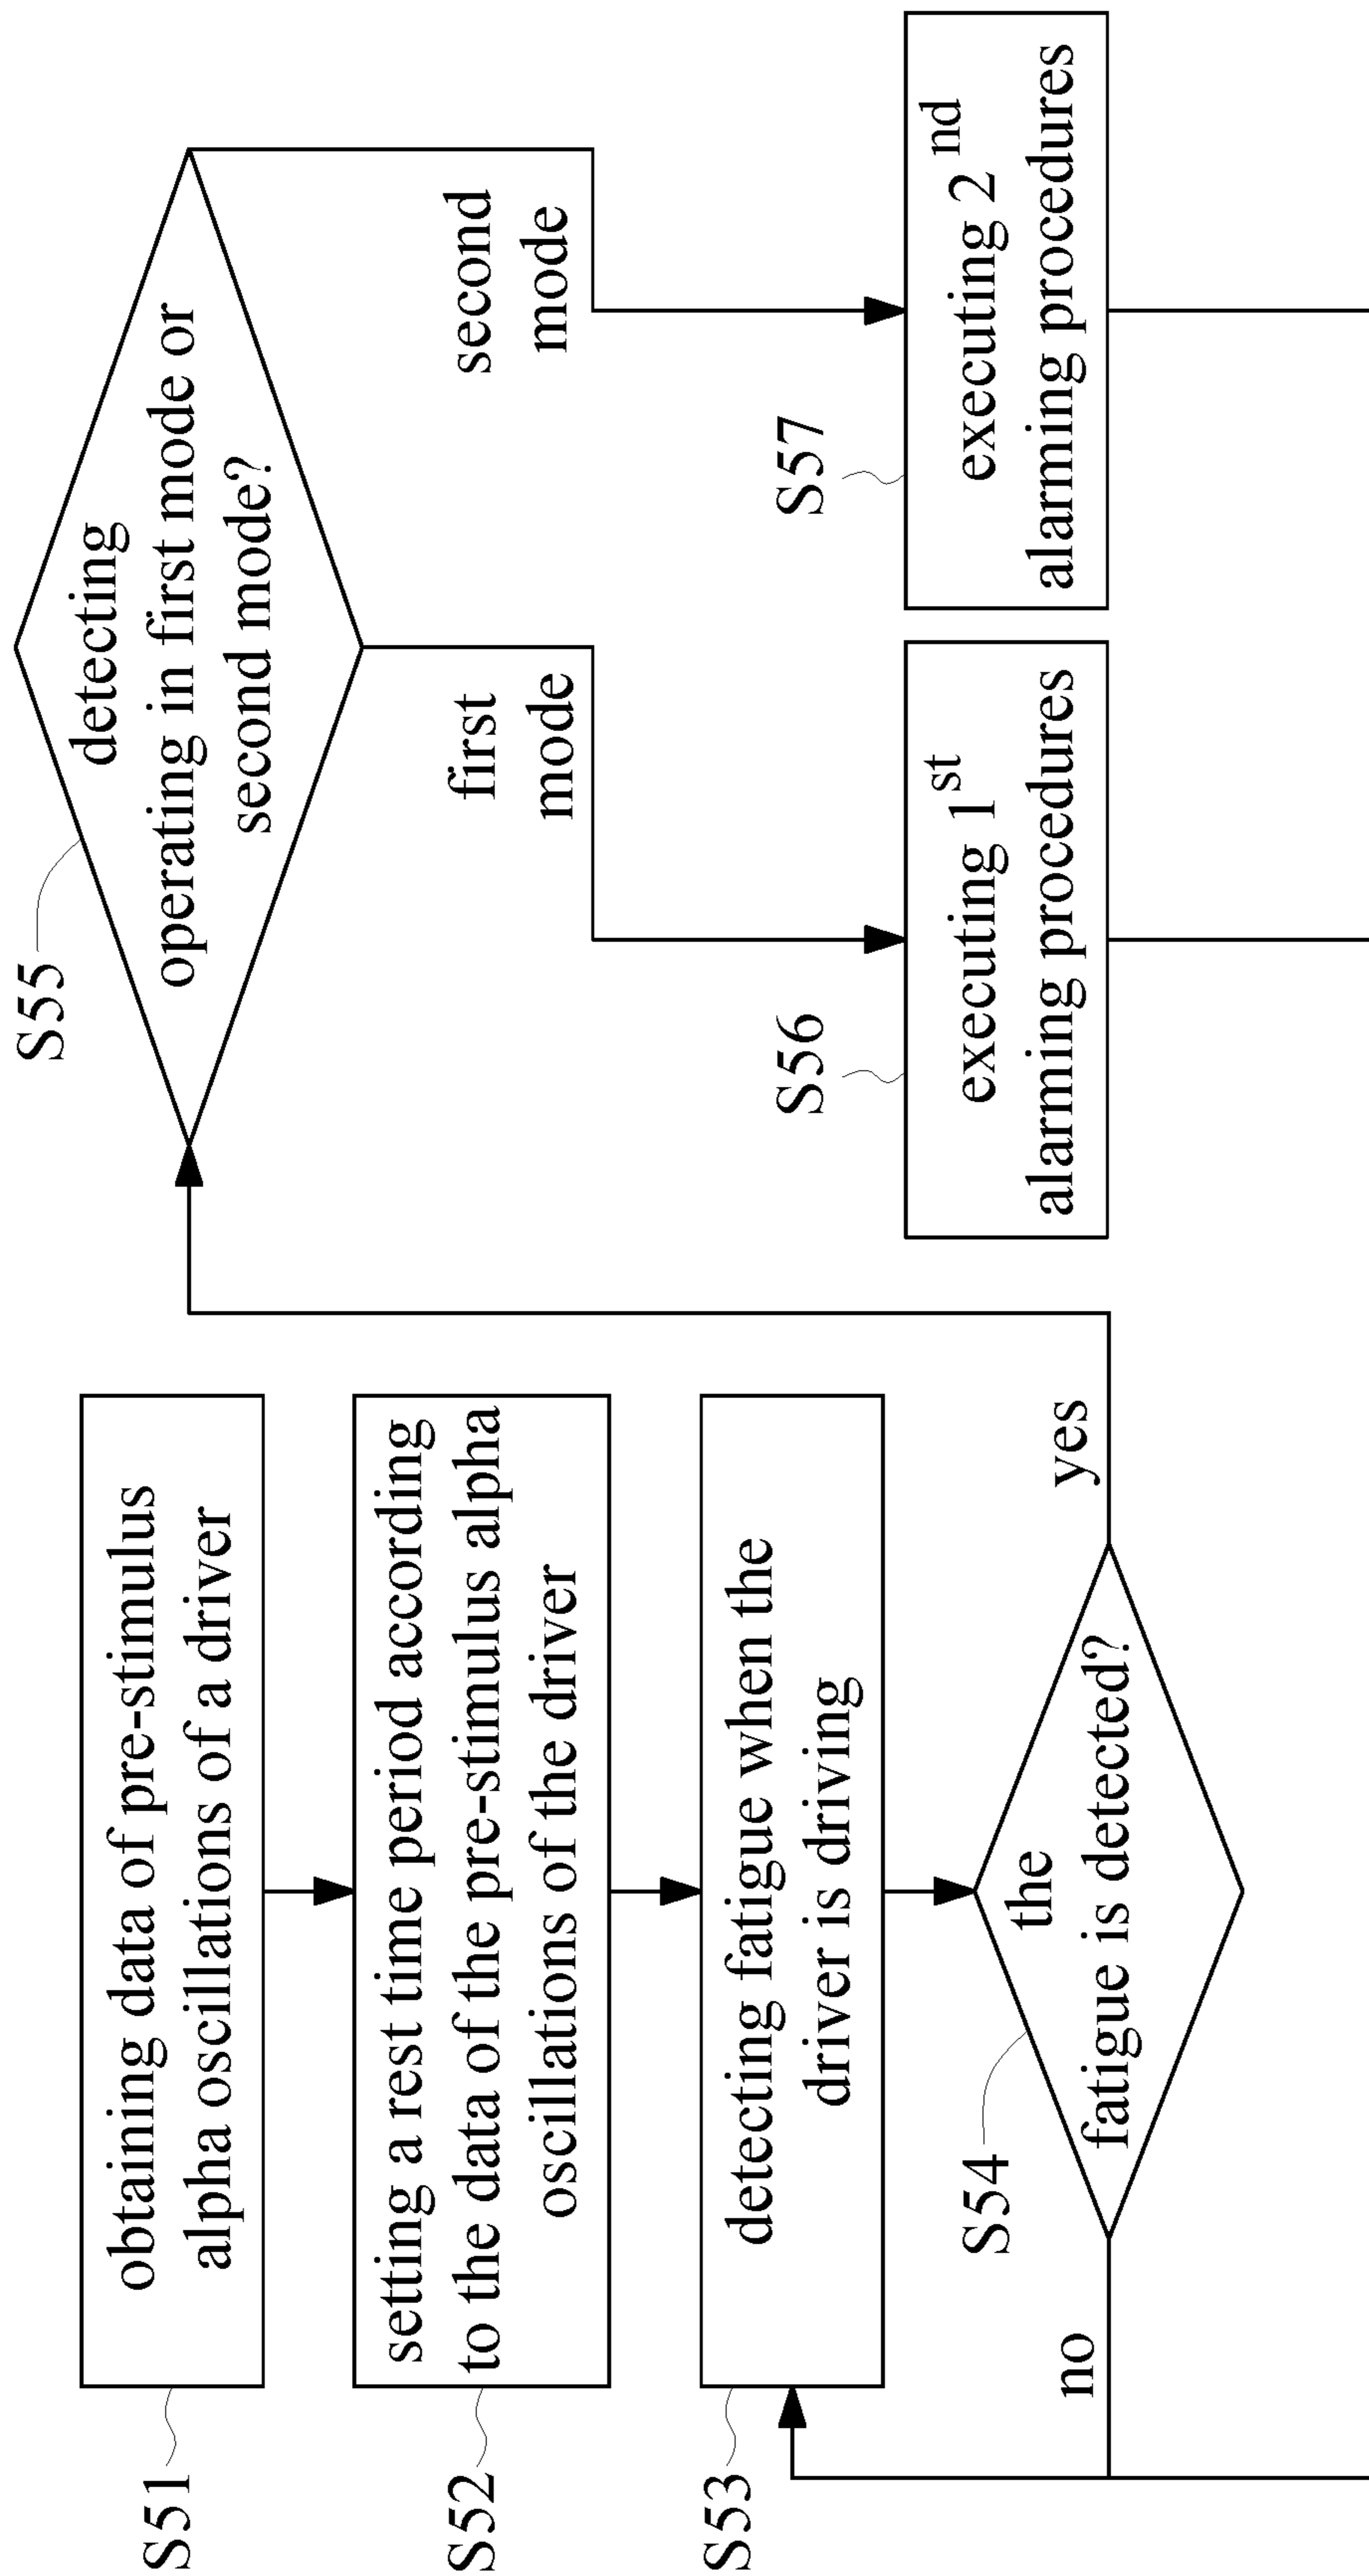 S51
obtaining data of pre-stimulus
alpha oscillations of a driver
S52
setting a rest time period according
to the data of the pre-stimulus alpha
oscillations of the driver
S53
detecting fatigue when the
driver is driving
S54
the
fatigue is detected?
no
yes
S55
detecting
operating in first mode or
second mode?
first
mode
second
mode
S56
executing 1st
alarming procedures
S57
executing 2nd
alarming procedures